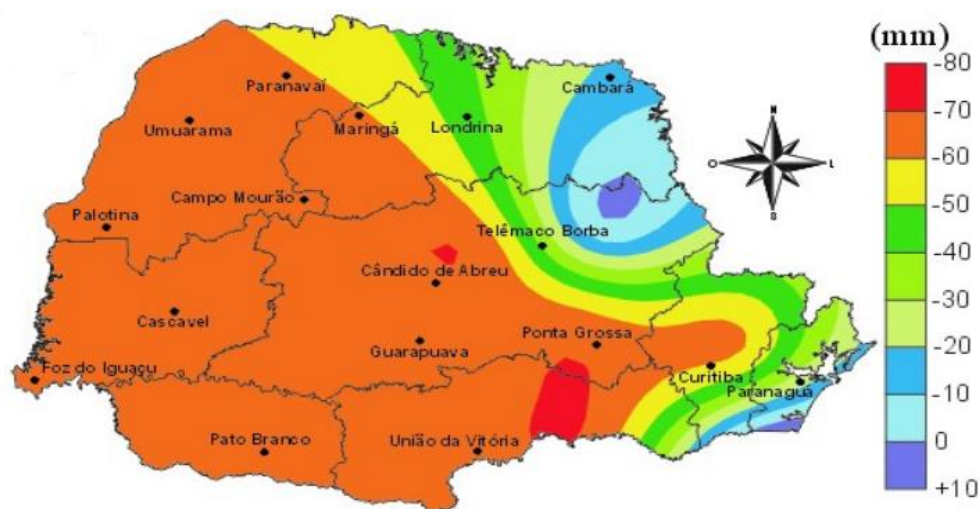 (mm)
-80
-70
-60
-50
-40
-30
-20
-10
0
+10
N
O
L
S
Paranavaí
Cambará
Umuarama
Maringá
Londrina
Campo Mourão
Palotina
Telêmaco Borba
Cândido de Abreu
Cascavel
Guarapuava
Ponta Grossa
Foz do Iguaçu
Curitiba
Paranaguá
Pato Branco
União da Vitória